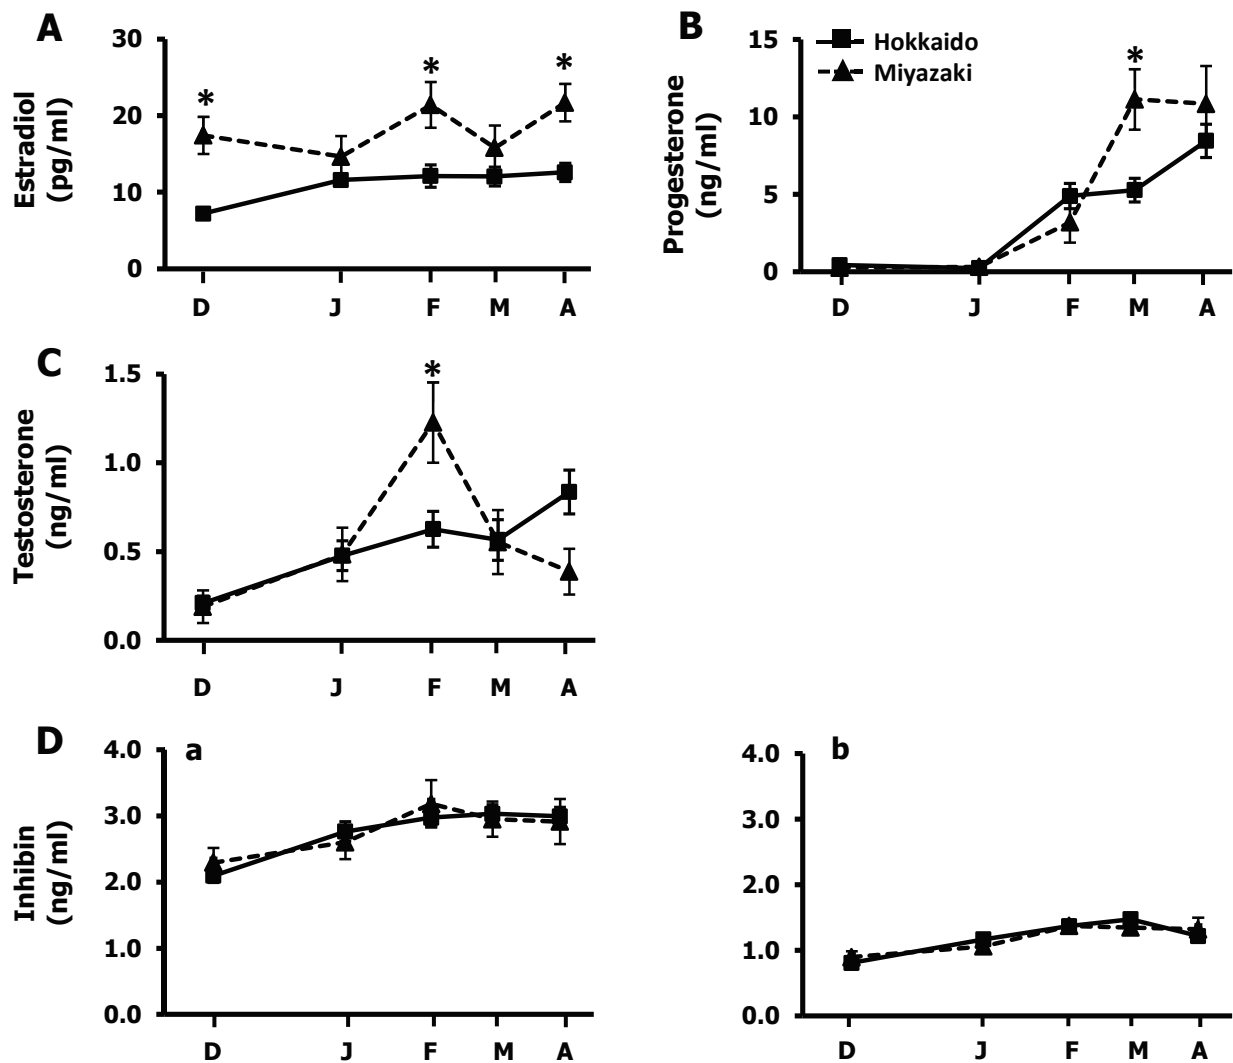 A
Estradiol
(pg/ml)
30
20
10
0
*
*
*
D J F M A
B
Progesterone
(ng/ml)
15
10
5
0
Hokkaido
Miyazaki
*
D J F M A
C
Testosterone
(ng/ml)
1.5
1.0
0.5
0.0
*
D J F M A
D
a
Inhibin
(ng/ml)
4.0
3.0
2.0
1.0
0.0
D J F M A
b
4.0
3.0
2.0
1.0
0.0
D J F M A